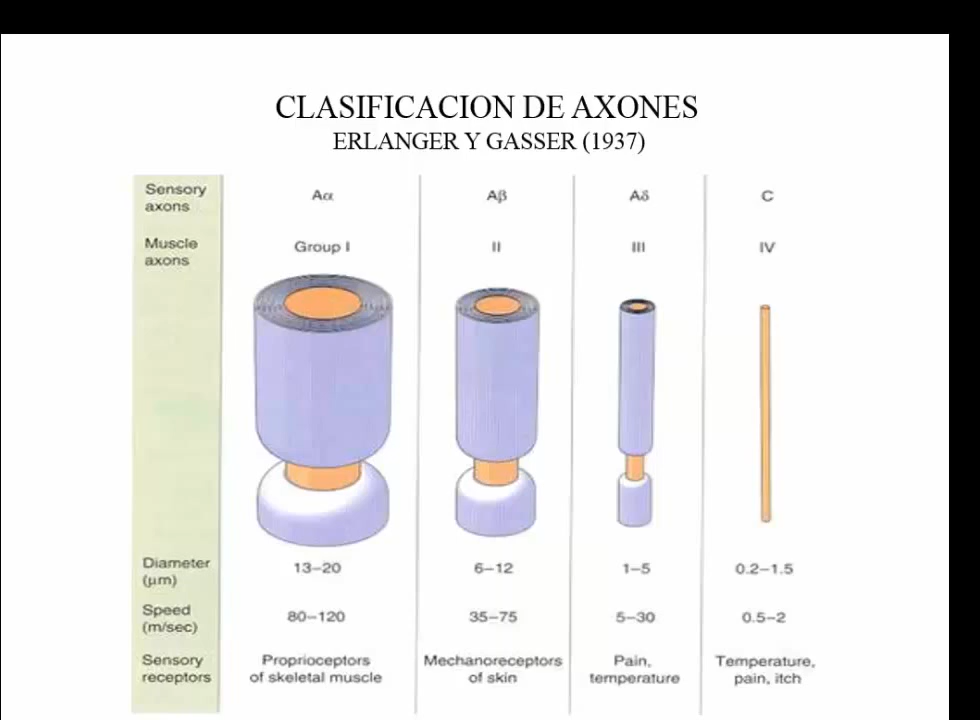 CLASIFICACION DE AXONES
ERLANGER Y GASSER (1937)
Sensory axons Aα Aβ Aδ C
Muscle axons Group I II III IV
Diameter (μm) 13–20 6–12 1–5 0.2–1.5
Speed (m/sec) 80–120 35–75 5–30 0.5–2
Sensory Proprioceptors Mechanoreceptors Pain, Temperature,
receptors of skeletal muscle of skin temperature pain, itch